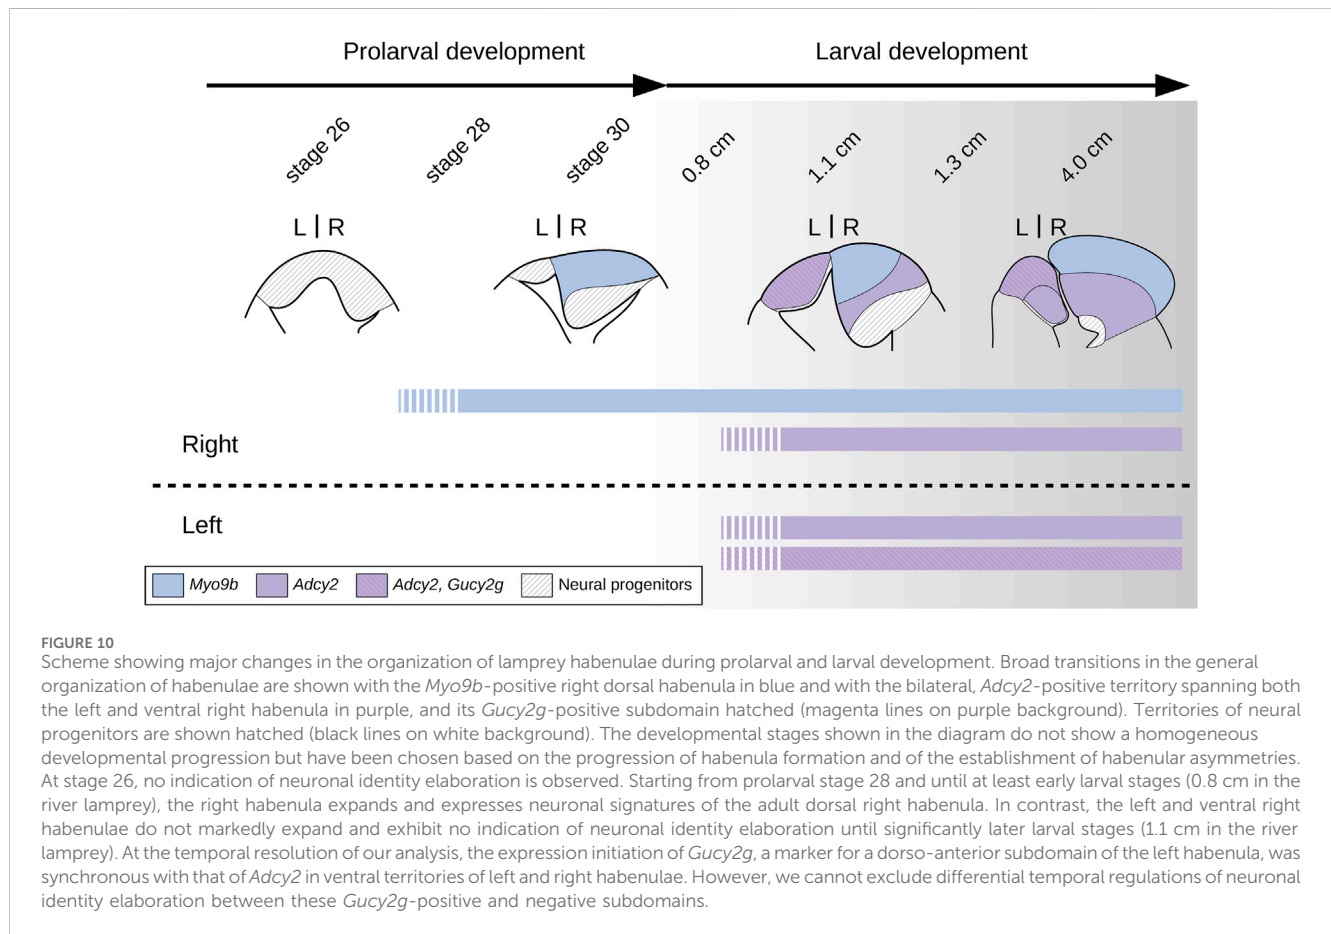 Prolarval development Larval development
stage 26 stage 28 stage 30 0.8 cm 1.1 cm 1.3 cm 4.0 cm
L | R L | R L | R L | R
Right
Left
Myo9b Adcy2 Adcy2, Gucy2g Neural progenitors
FIGURE 10
Scheme showing major changes in the organization of lamprey habenulae during prolarval and larval development. Broad transitions in the general
organization of habenulae are shown with the Myo9b-positive right dorsal habenula in blue and with the bilateral, Adcy2-positive territory spanning both
the left and ventral right habenula in purple, and its Gucy2g-positive subdomain hatched (magenta lines on purple background). Territories of neural
progenitors are shown hatched (black lines on white background). The developmental stages shown in the diagram do not show a homogeneous
developmental progression but have been chosen based on the progression of habenula formation and of the establishment of habenular asymmetries.
At stage 26, no indication of neuronal identity elaboration is observed. Starting from prolarval stage 28 and until at least early larval stages (0.8 cm in the
river lamprey), the right habenula expands and expresses neuronal signatures of the adult dorsal right habenula. In contrast, the left and ventral right
habenulae do not markedly expand and exhibit no indication of neuronal identity elaboration until significantly later larval stages (1.1 cm in the river
lamprey). At the temporal resolution of our analysis, the expression initiation of Gucy2g, a marker for a dorso-anterior subdomain of the left habenula, was
synchronous with that of Adcy2 in ventral territories of left and right habenulae. However, we cannot exclude differential temporal regulations of neuronal
identity elaboration between these Gucy2g-positive and negative subdomains.